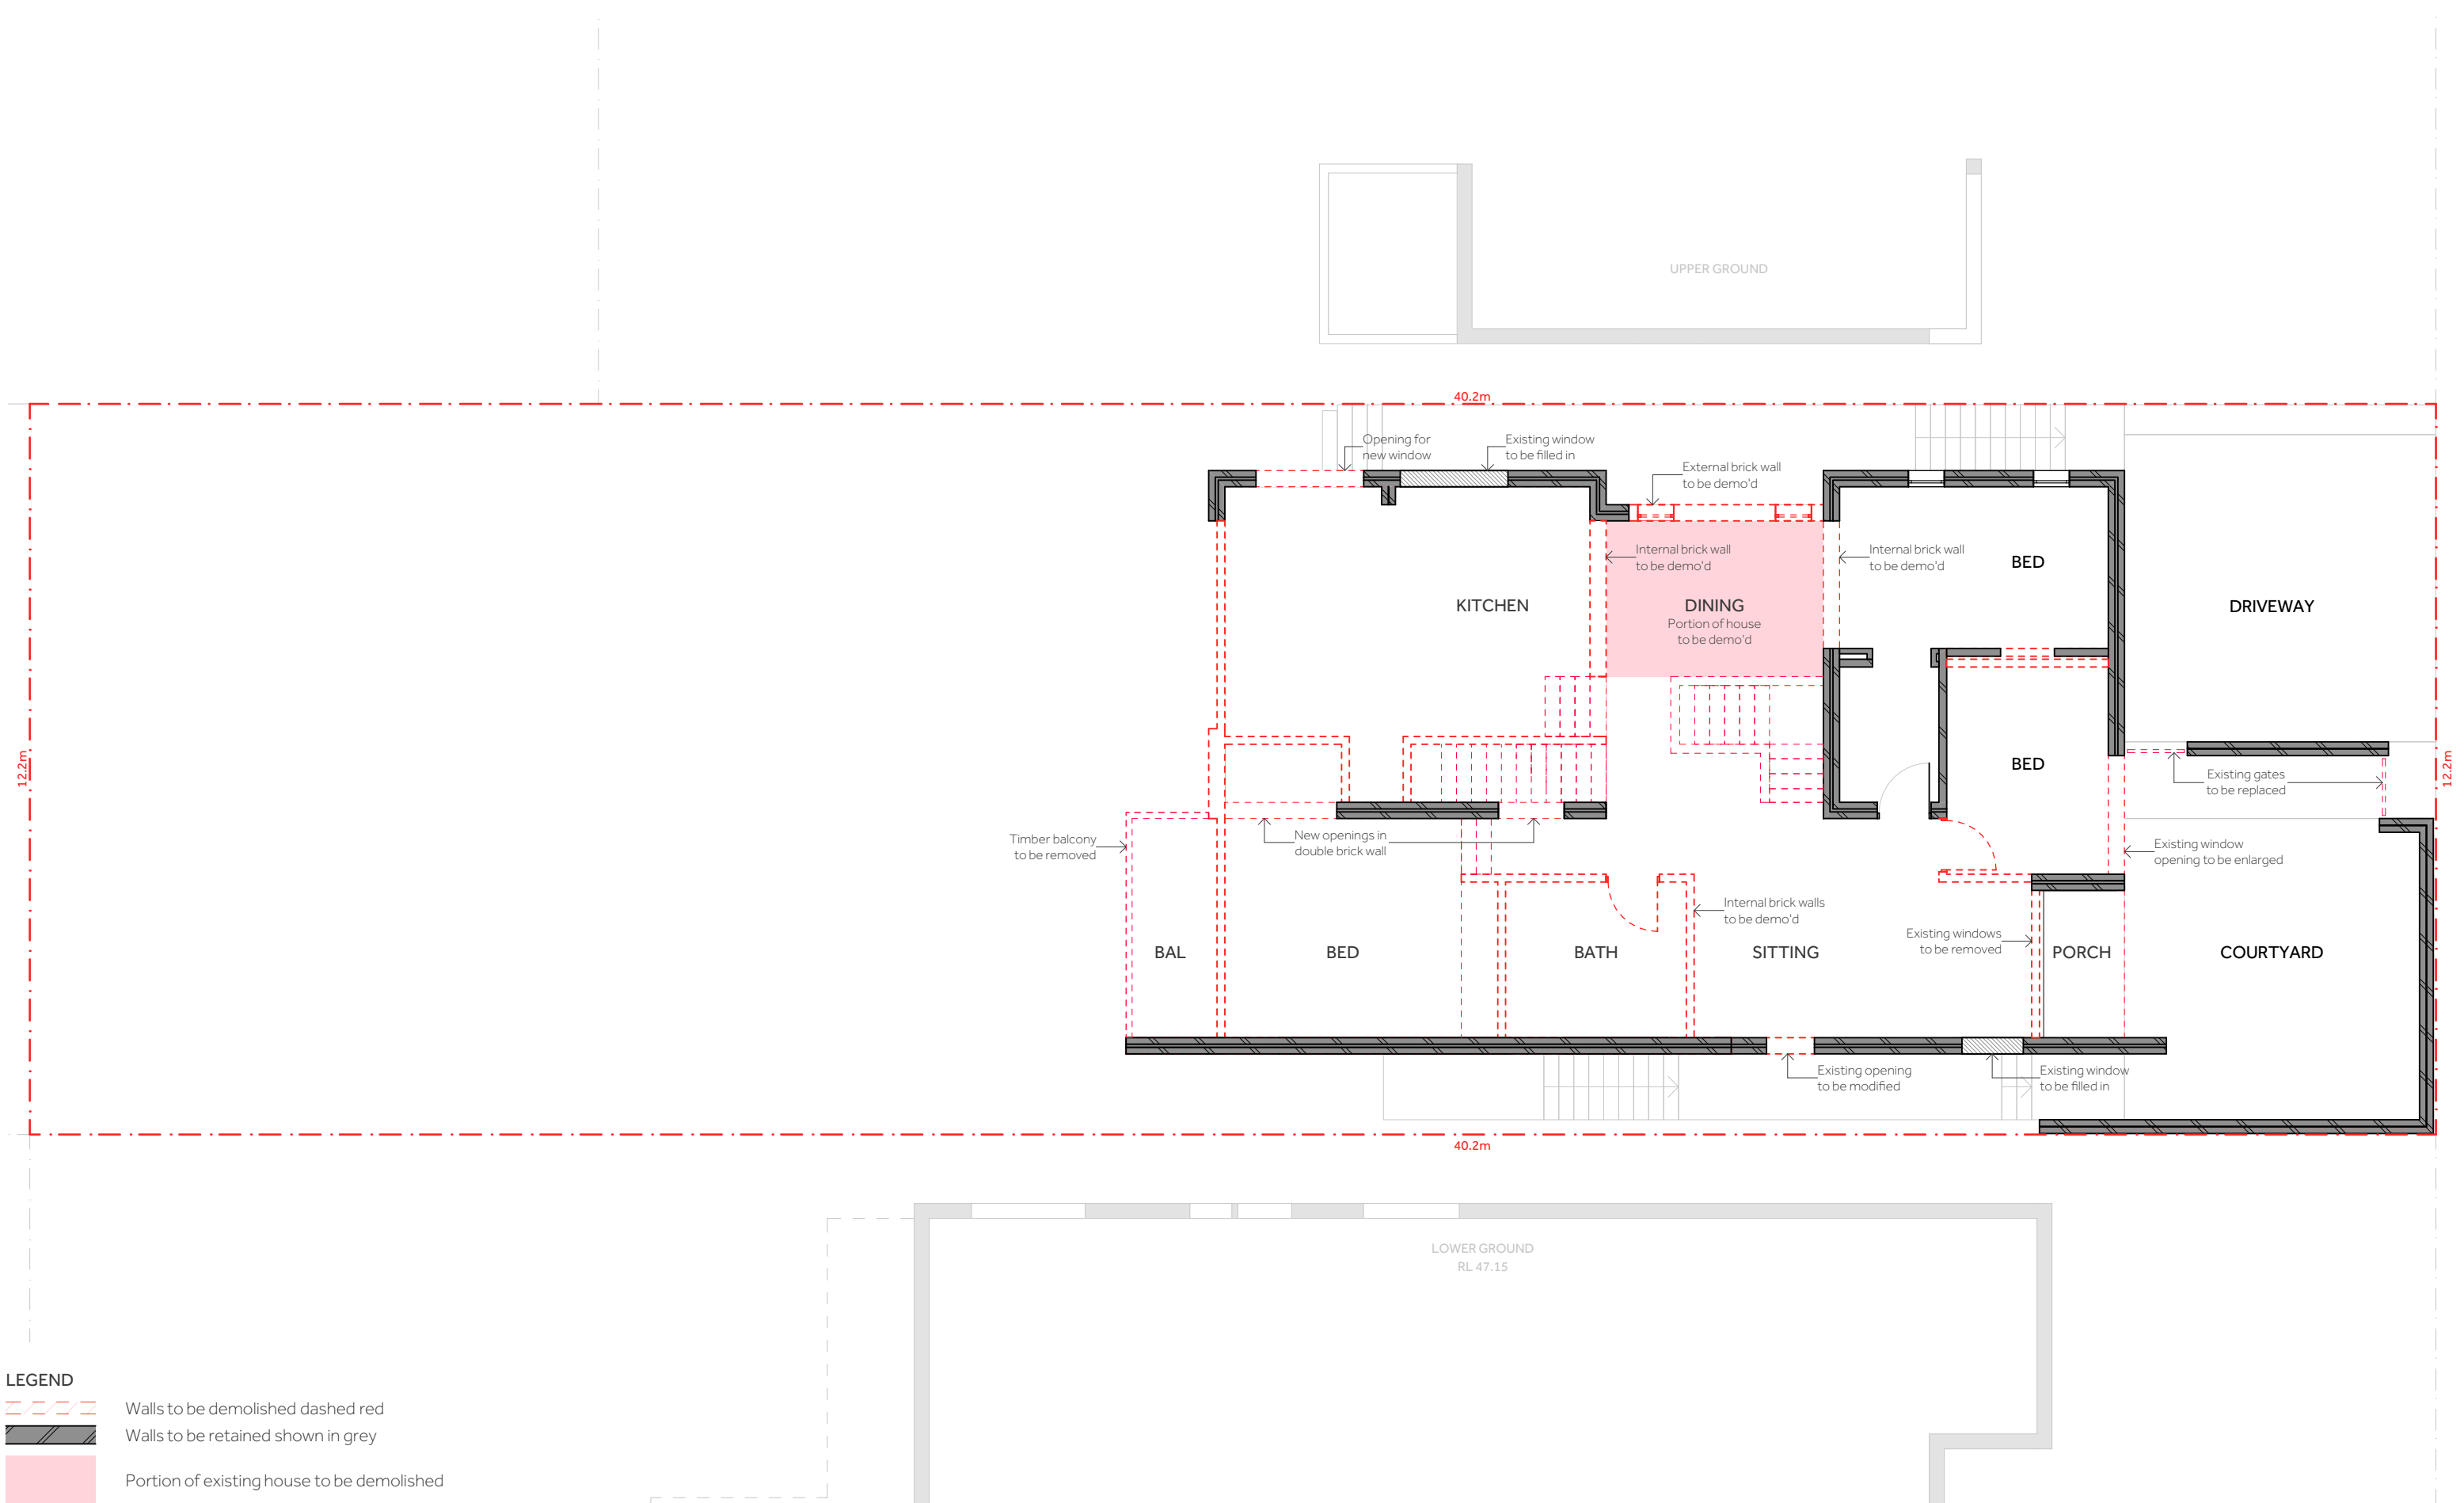 UPPER GROUND
40.2m
Opening for
new window
Existing window
to be filled in
External brick wall
to be demo'd
Internal brick wall
to be demo'd
Internal brick wall
to be demo'd
BED
KITCHEN
DINING
Portion of house
to be demo'd
DRIVEWAY
12.2m
BED
12.2m
Existing gates
to be replaced
Timber balcony
to be removed
New openings in
double brick wall
Existing window
opening to be enlarged
Internal brick walls
to be demo'd
Existing windows
to be removed
BAL
BED
BATH
SITTING
PORCH
COURTYARD
Existing opening
to be modified
Existing window
to be filled in
40.2m
LOWER GROUND
RL 47.15
LEGEND
Walls to be demolished dashed red
Walls to be retained shown in grey
Portion of existing house to be demolished